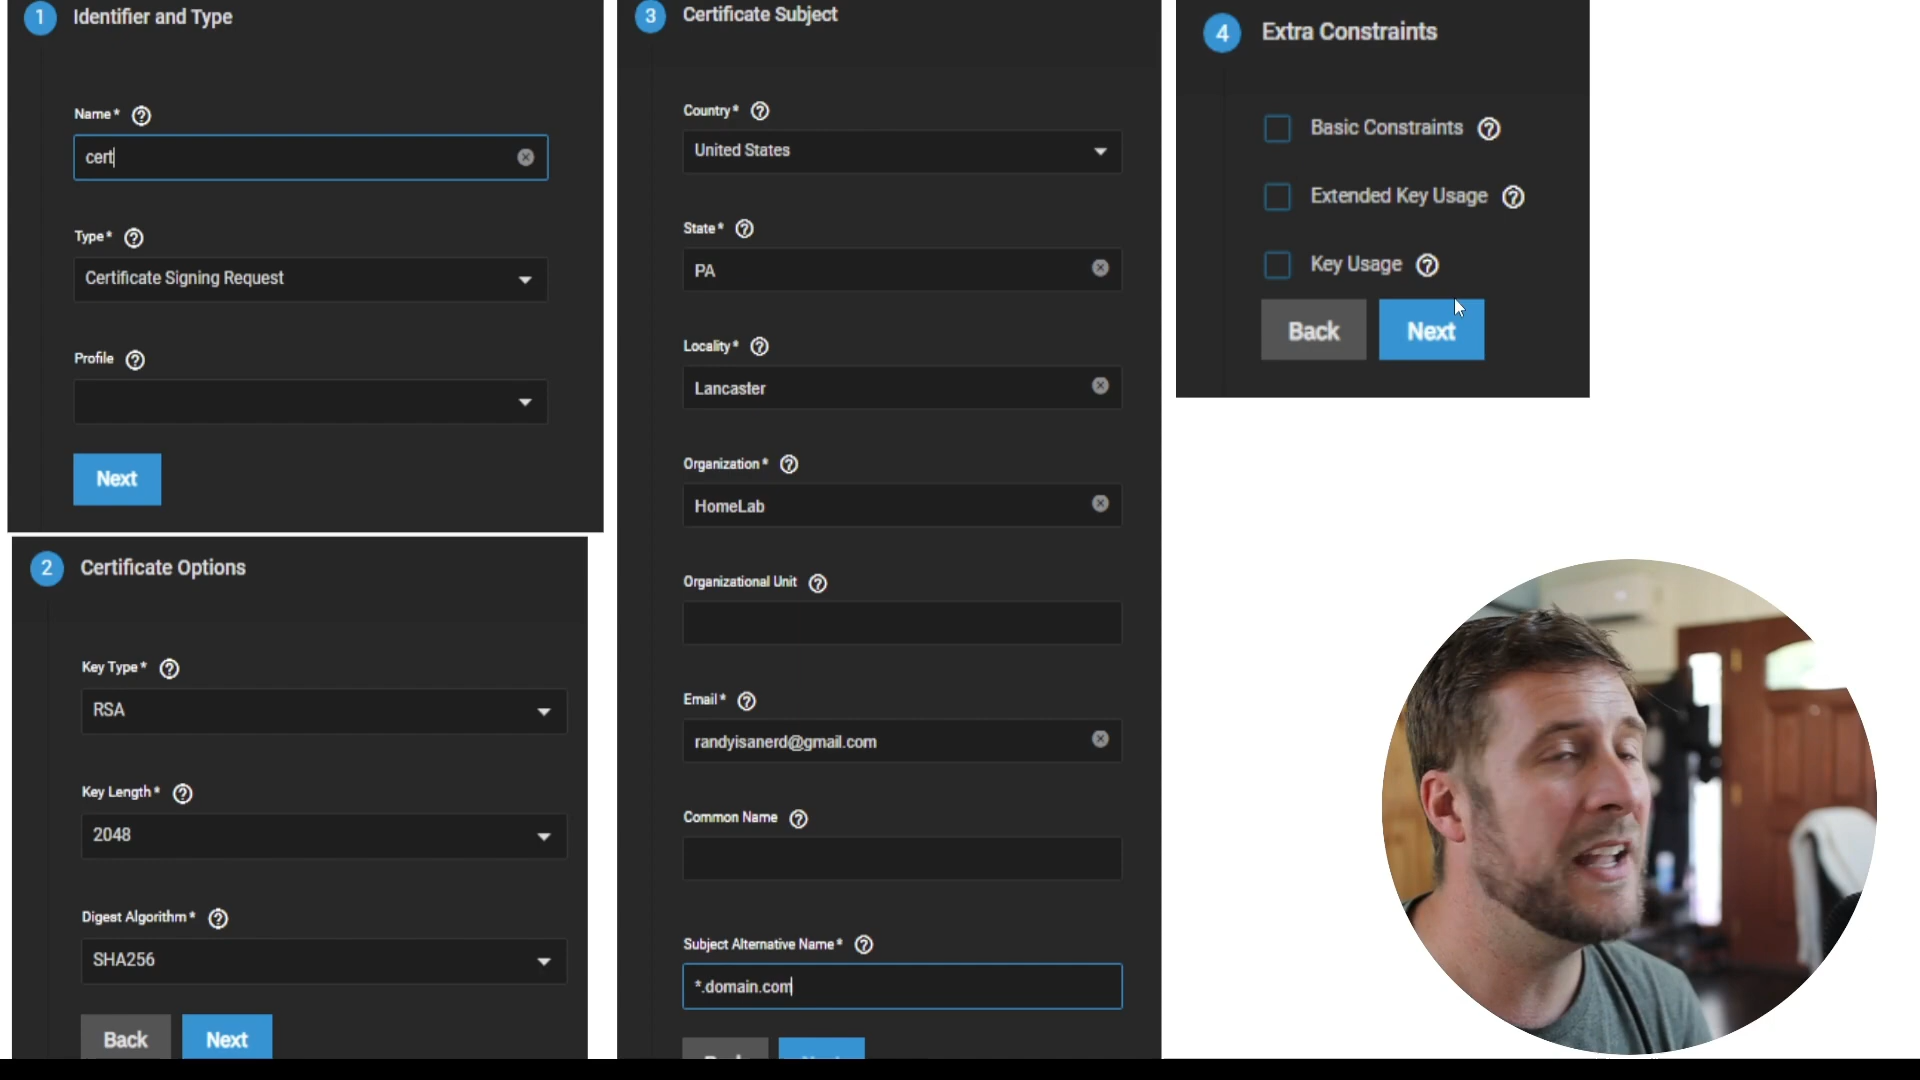 1 Identifier and Type
Name*
cert
Type*
Certificate Signing Request
Profile
Next
2 Certificate Options
Key Type*
RSA
Key Length*
2048
Digest Algorithm*
SHA256
Back Next
3 Certificate Subject
Country*
United States
State*
PA
Locality*
Lancaster
Organization*
HomeLab
Organizational Unit
Email*
randyisanerd@gmail.com
Common Name
Subject Alternative Name*
*.domain.com
4 Extra Constraints
Basic Constraints
Extended Key Usage
Key Usage
Back Next